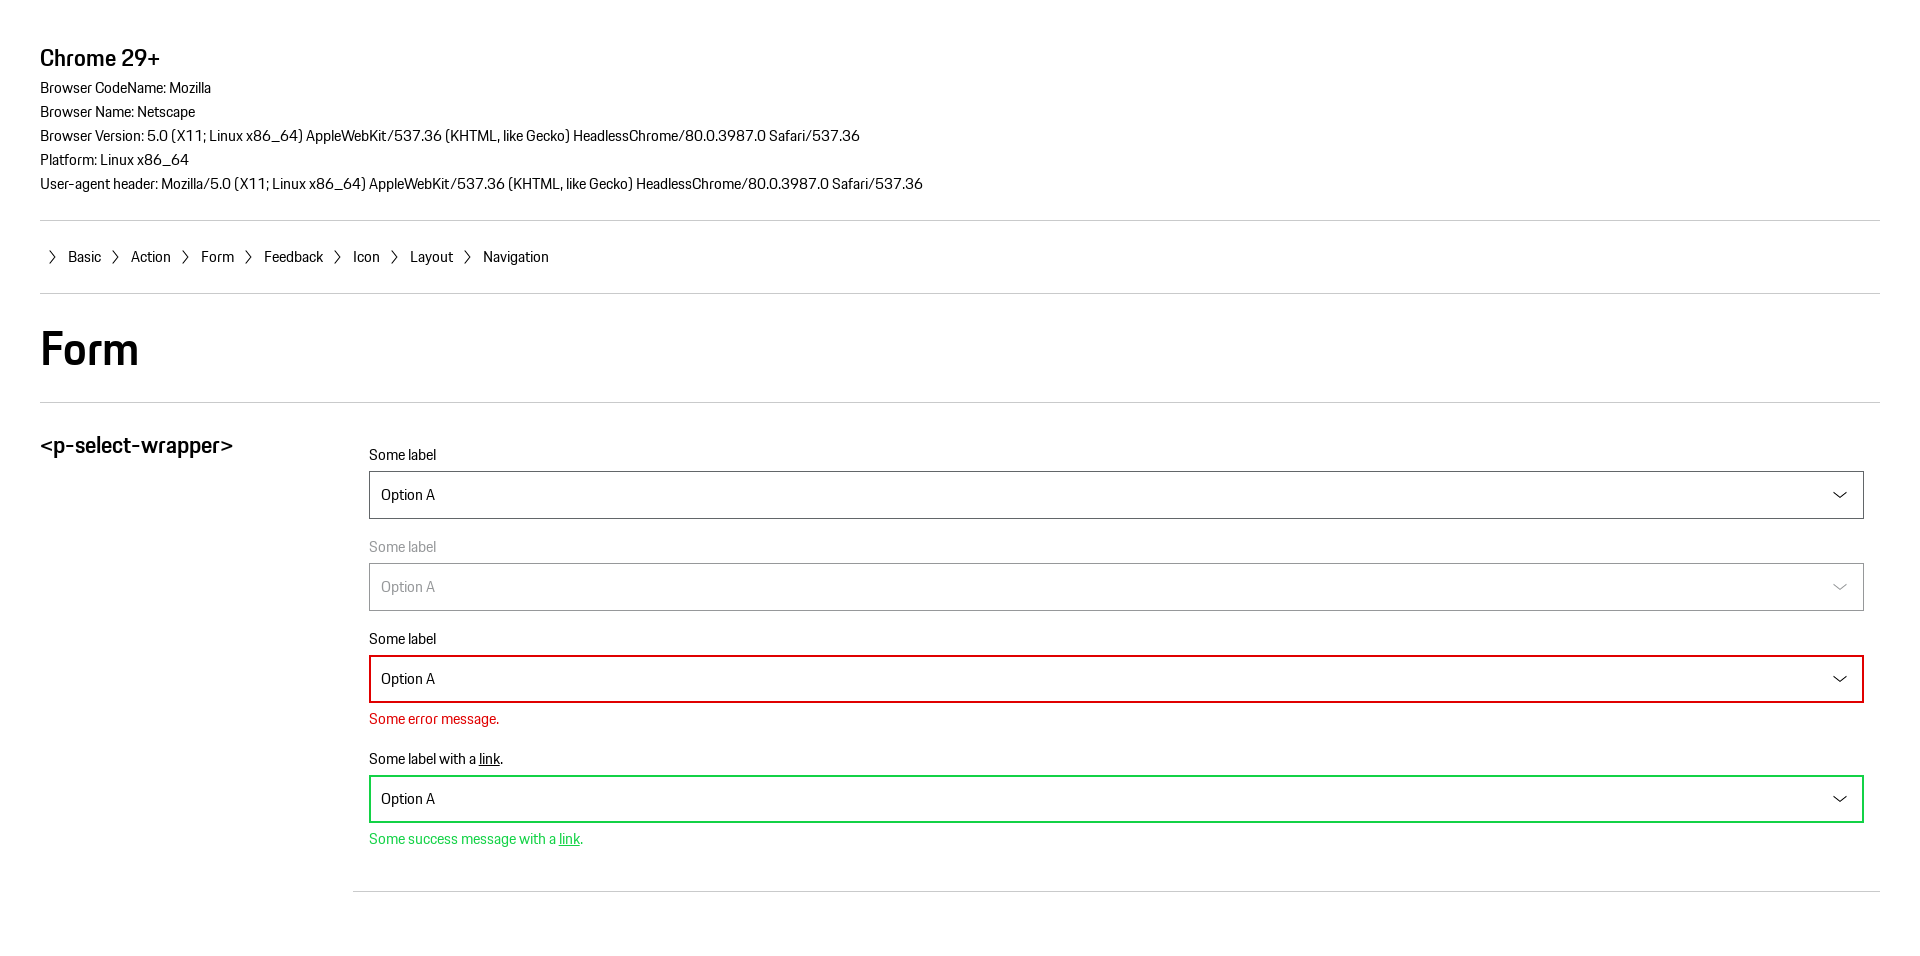 Chrome 29+
Browser CodeName: Mozilla
Browser Name: Netscape
Browser Version: 5.0 (X11; Linux x86_64) AppleWebKit/537.36 (KHTML, like Gecko) HeadlessChrome/80.0.3987.0 Safari/537.36
Platform: Linux x86_64
User-agent header: Mozilla/5.0 (X11; Linux x86_64) AppleWebKit/537.36 (KHTML, like Gecko) HeadlessChrome/80.0.3987.0 Safari/537.36
Basic Action Form Feedback Icon Layout Navigation
Form
<p-select-wrapper>
Some label
Option A
Some label
Option A
Some label
Option A
Some error message.
Some label with a link.
Option A
Some success message with a link.